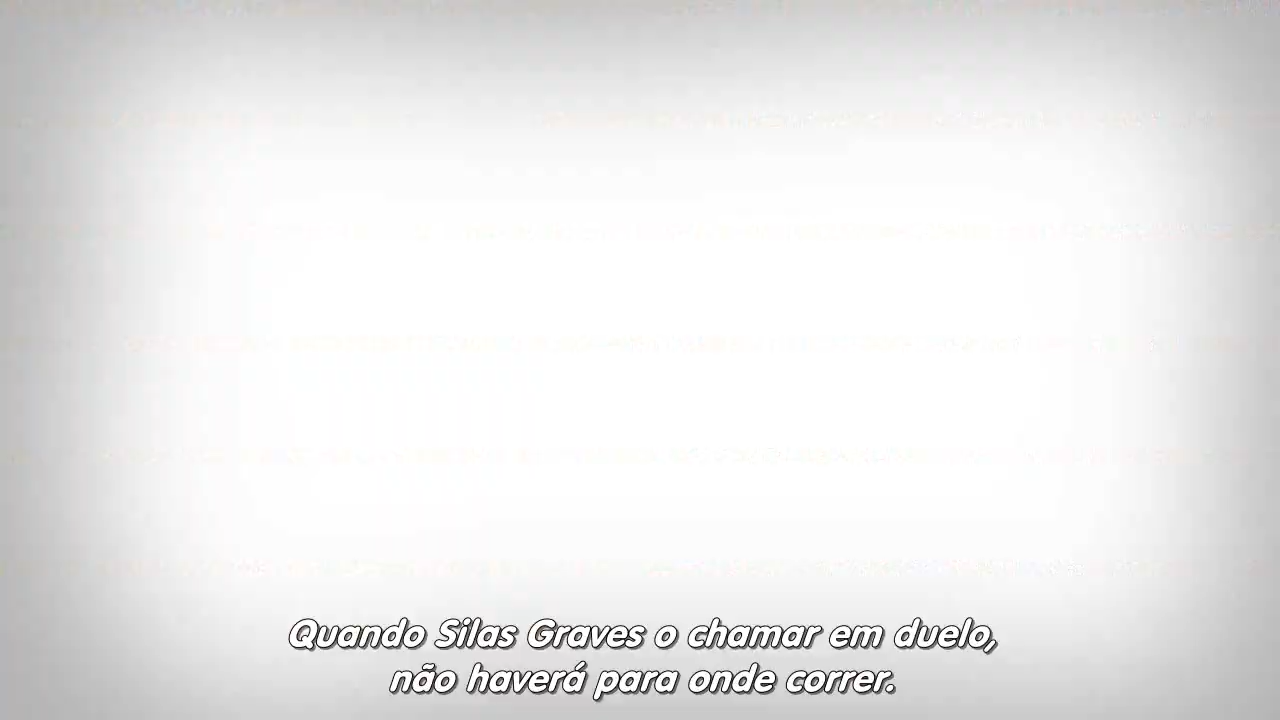 Quando Silas Graves o chamar em duelo,
não haverá para onde correr.